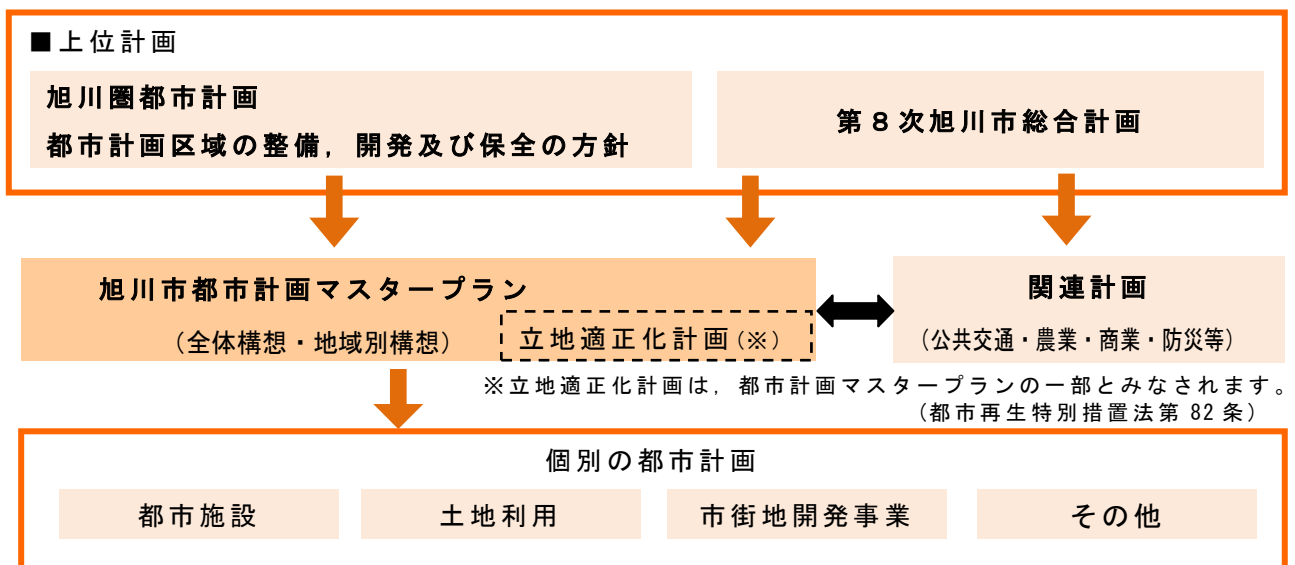 ■上位計画
旭川圏都市計画
都市計画区域の整備，開発及び保全の方針
第８次旭川市総合計画
旭川市都市計画マスタープラン
（全体構想・地域別構想）
立地適正化計画(※)
関連計画
（公共交通・農業・商業・防災等）
※立地適正化計画は，都市計画マスタープランの一部とみなされます。
（都市再生特別措置法第 82 条）
個別の都市計画
都市施設
土地利用
市街地開発事業
その他